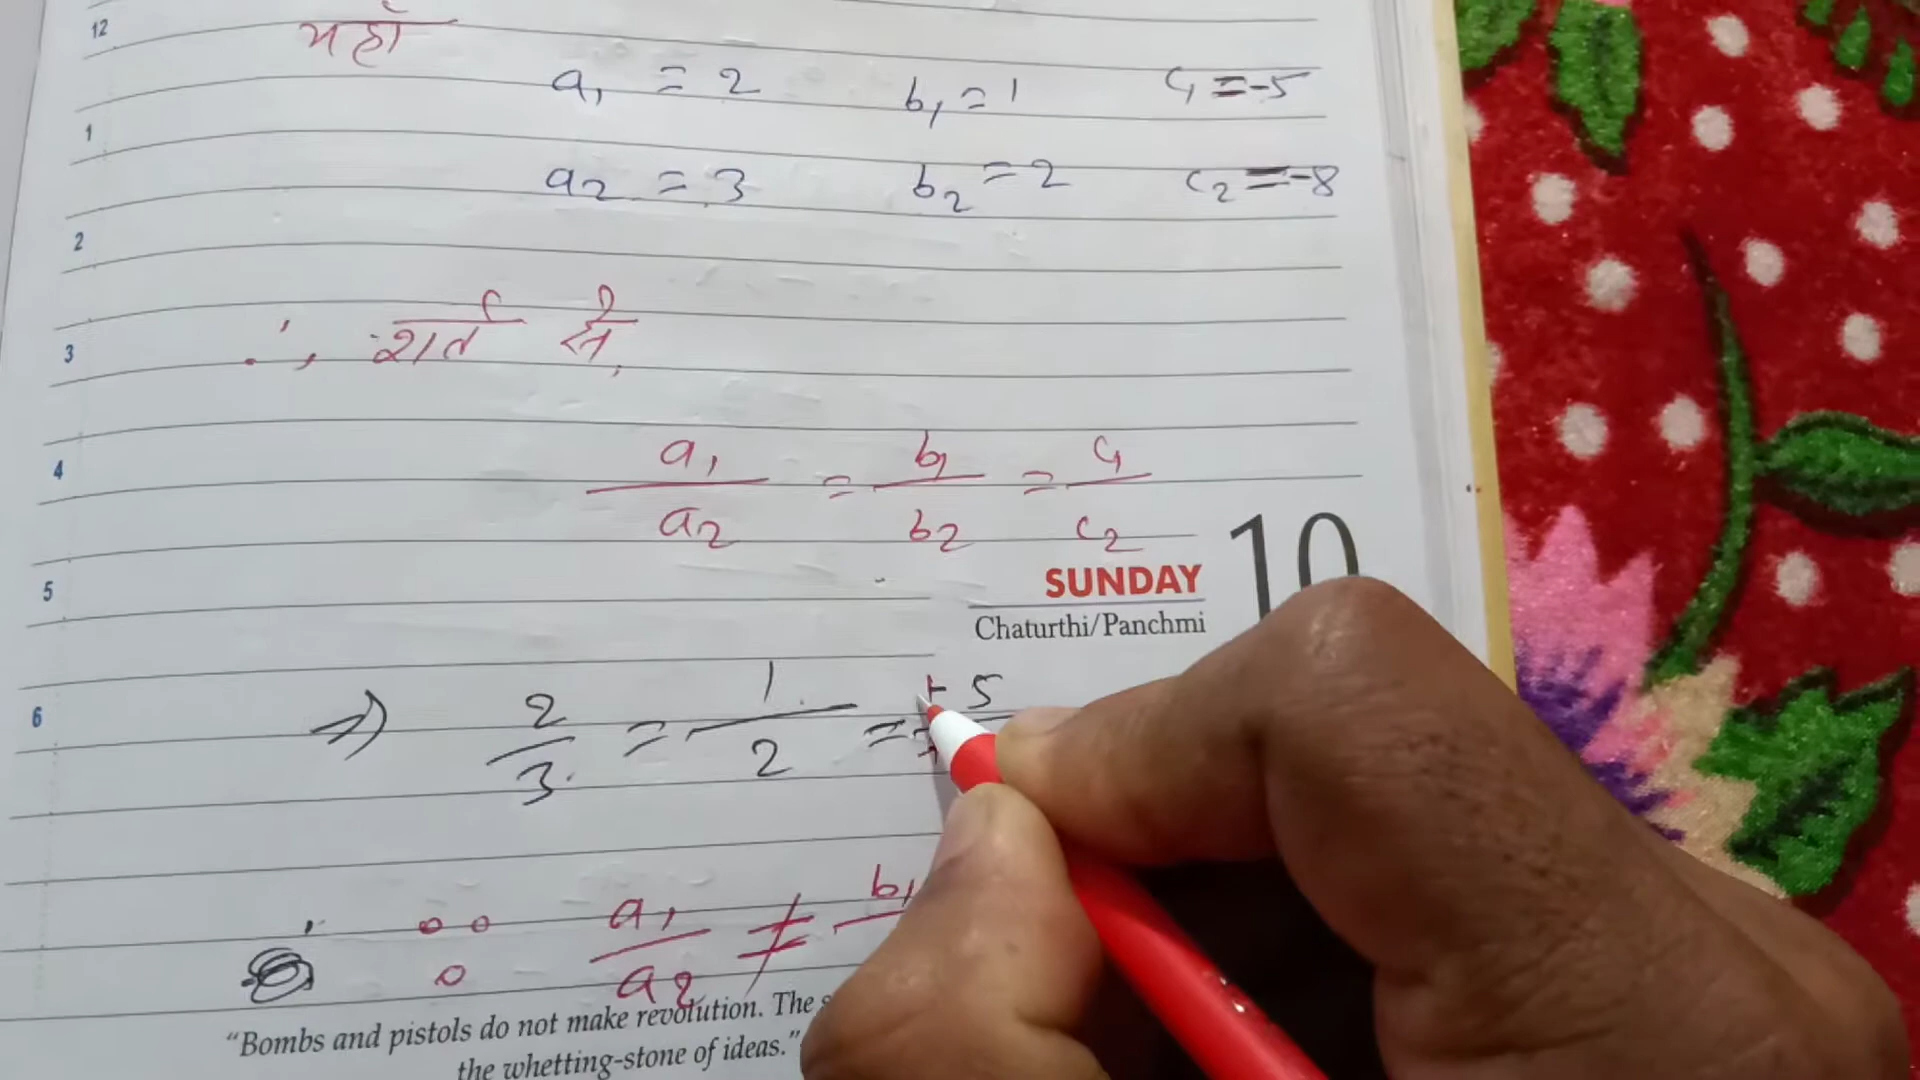 12 यहाँ
a1 = 2 b1 = 1 c1 = -5
1
a2 = 3 b2 = 2 c2 = -8
2
3 ∴ शर्त से,
4 a1/a2 = b1/b2 = c1/c2
10
SUNDAY
5
Chaturthi/Panchmi
6 ⇒ 2/3 = 1/2 = +5
∵ a1/a2 ≠ b1
“Bombs and pistols do not make revolution. The
the whetting-stone of ideas.”